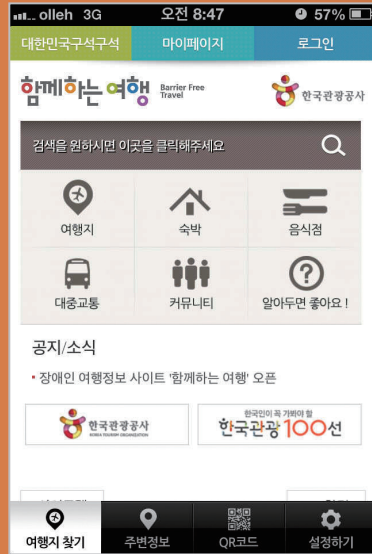 olleh 3G 오전 8:47 57%
대한민국구석구석 마이페이지 로그인
함께하는 여행 Barrier Free Travel 한국관광공사
검색을 원하시면 이곳을 클릭해주세요
여행지 숙박 음식점
대중교통 커뮤니티 알아두면 좋아요 !
공지/소식
• 장애인 여행정보 사이트 '함께하는 여행' 오픈
한국인이 꼭 가봐야 할
한국관광공사 한국관광 100선
KOREA TOURISM ORGANIZATION
여행지 찾기 주변정보 QR코드 설정하기